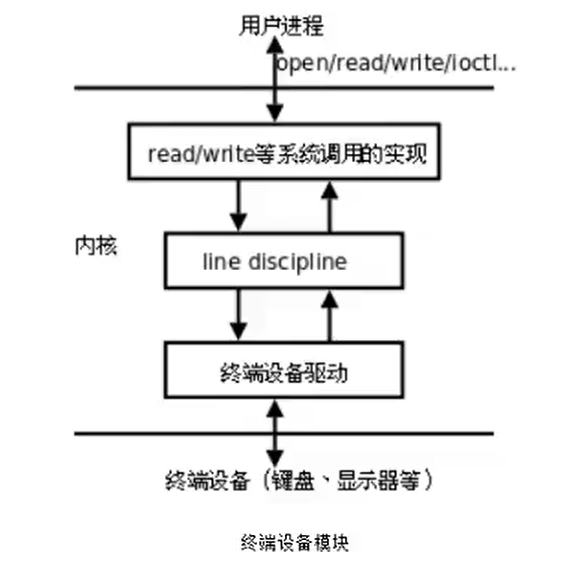 用户进程
open/read/write/ioctl...
read/write等系统调用的实现
内核
line discipline
终端设备驱动
终端设备（键盘、显示器等）
终端设备模块